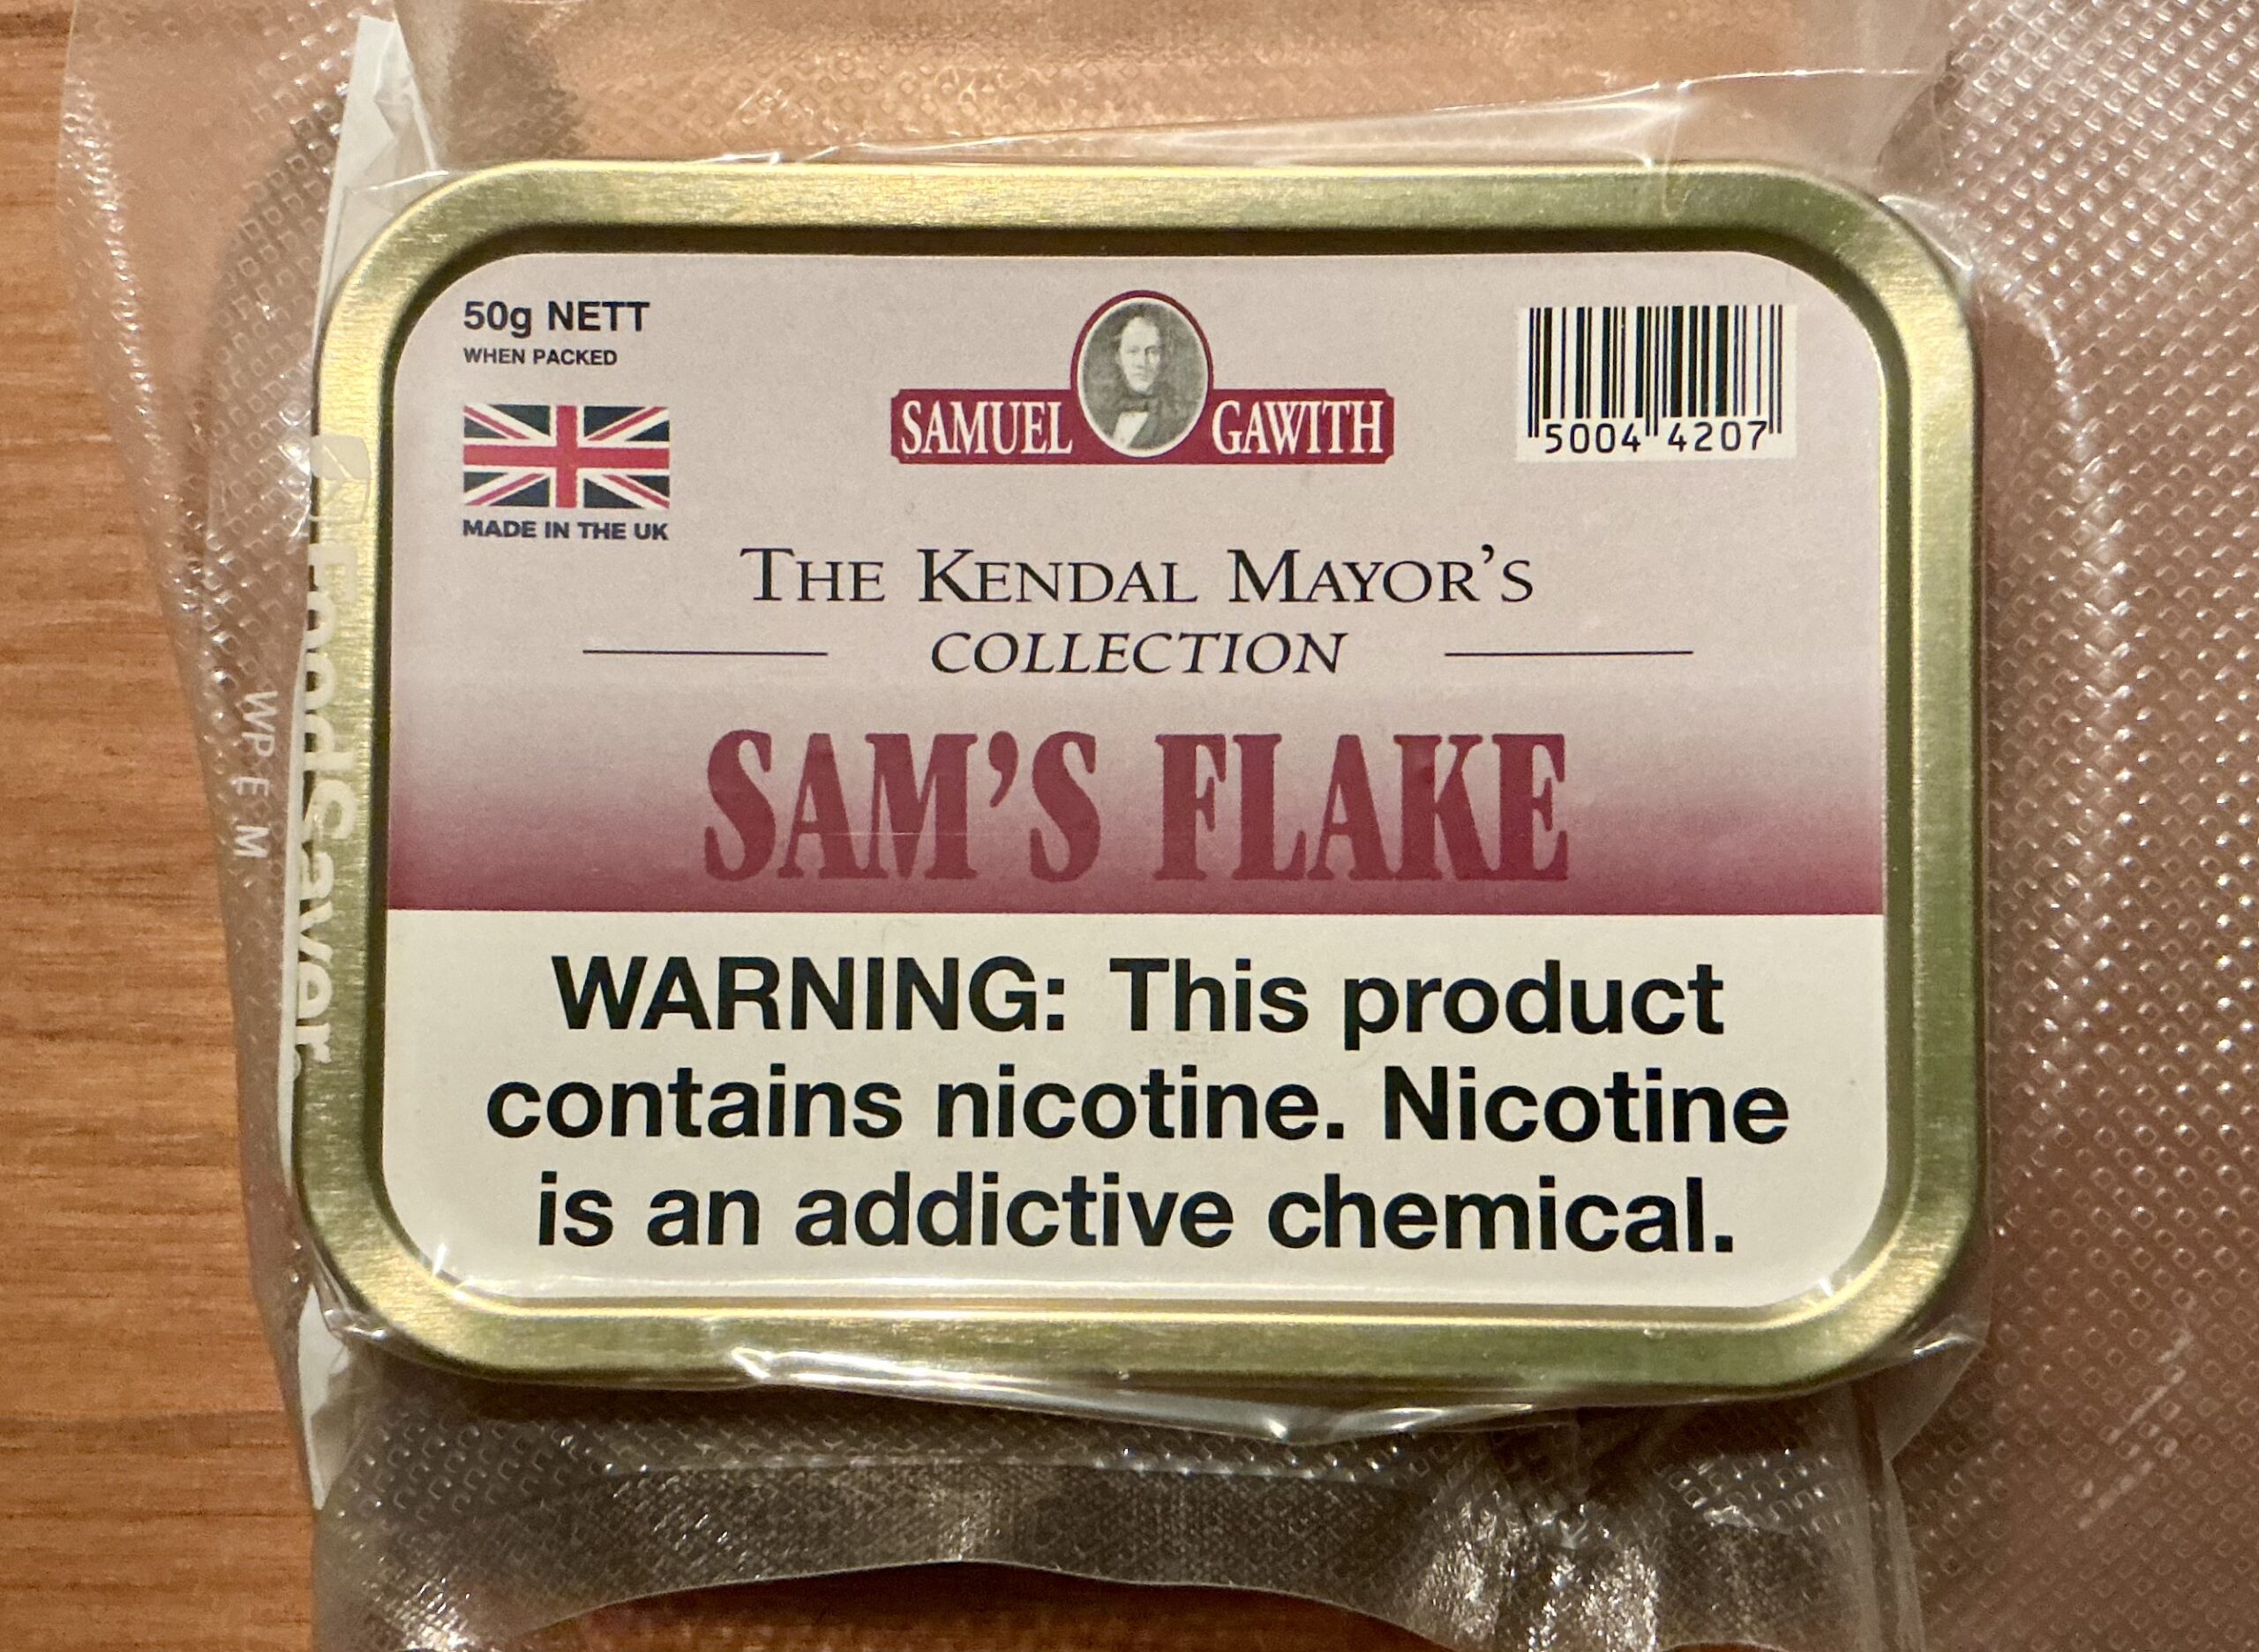 50g NETT
WHEN PACKED
MADE IN THE UK
SAMUEL GAWITH
5004 4207
THE KENDAL MAYOR'S
COLLECTION
SAM'S FLAKE
WARNING: This product
contains nicotine. Nicotine
is an addictive chemical.
FoodSaver
WP E M